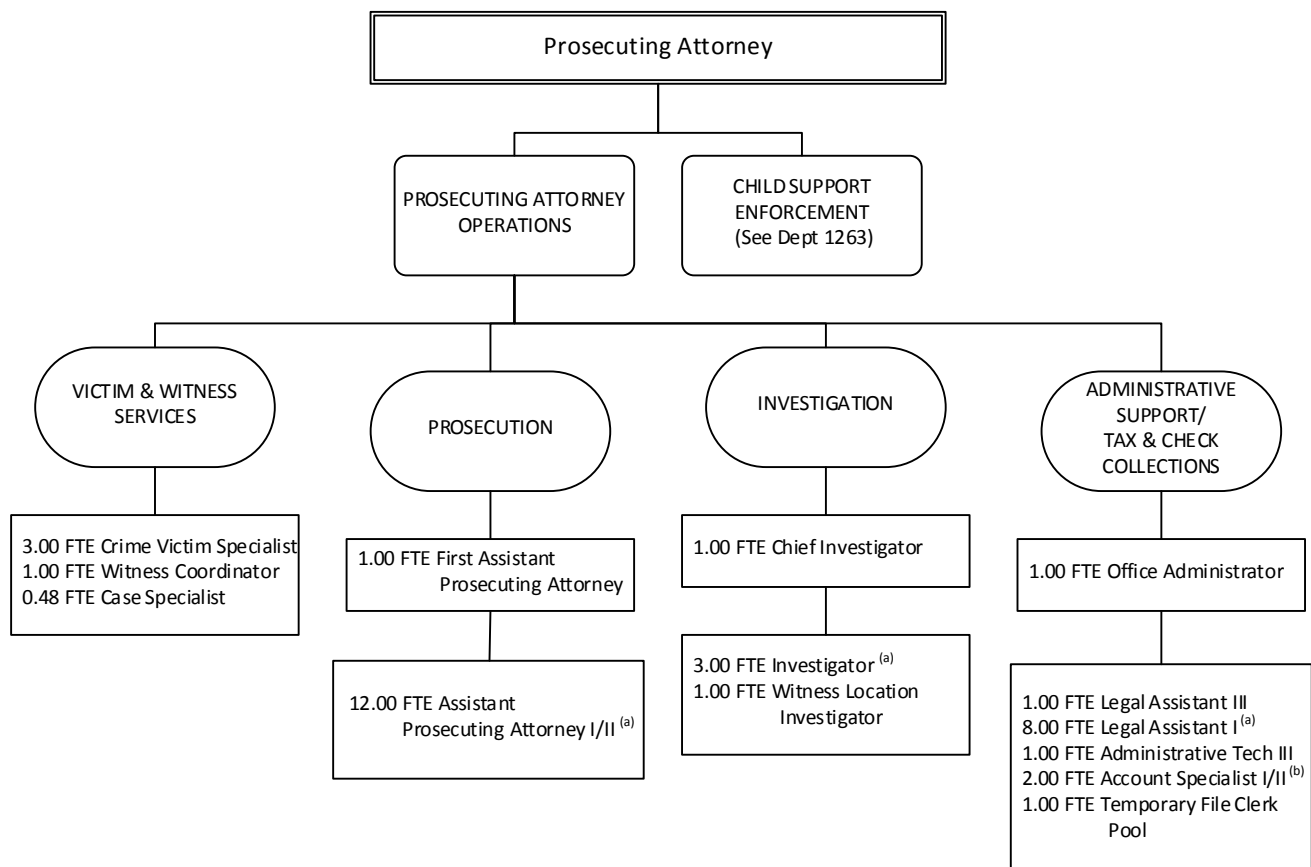 Prosecuting Attorney
PROSECUTING ATTORNEY
OPERATIONS
CHILD SUPPORT
ENFORCEMENT
(See Dept 1263)
VICTIM & WITNESS
SERVICES
PROSECUTION
INVESTIGATION
ADMINISTRATIVE
SUPPORT/
TAX & CHECK
COLLECTIONS
3.00 FTE Crime Victim Specialist
1.00 FTE Witness Coordinator
0.48 FTE Case Specialist
1.00 FTE First Assistant
Prosecuting Attorney
1.00 FTE Chief Investigator
1.00 FTE Office Administrator
12.00 FTE Assistant
Prosecuting Attorney I/II (a)
3.00 FTE Investigator (a)
1.00 FTE Witness Location
Investigator
1.00 FTE Legal Assistant III
8.00 FTE Legal Assistant I (a)
1.00 FTE Administrative Tech III
2.00 FTE Account Specialist I/II (b)
1.00 FTE Temporary File Clerk
Pool